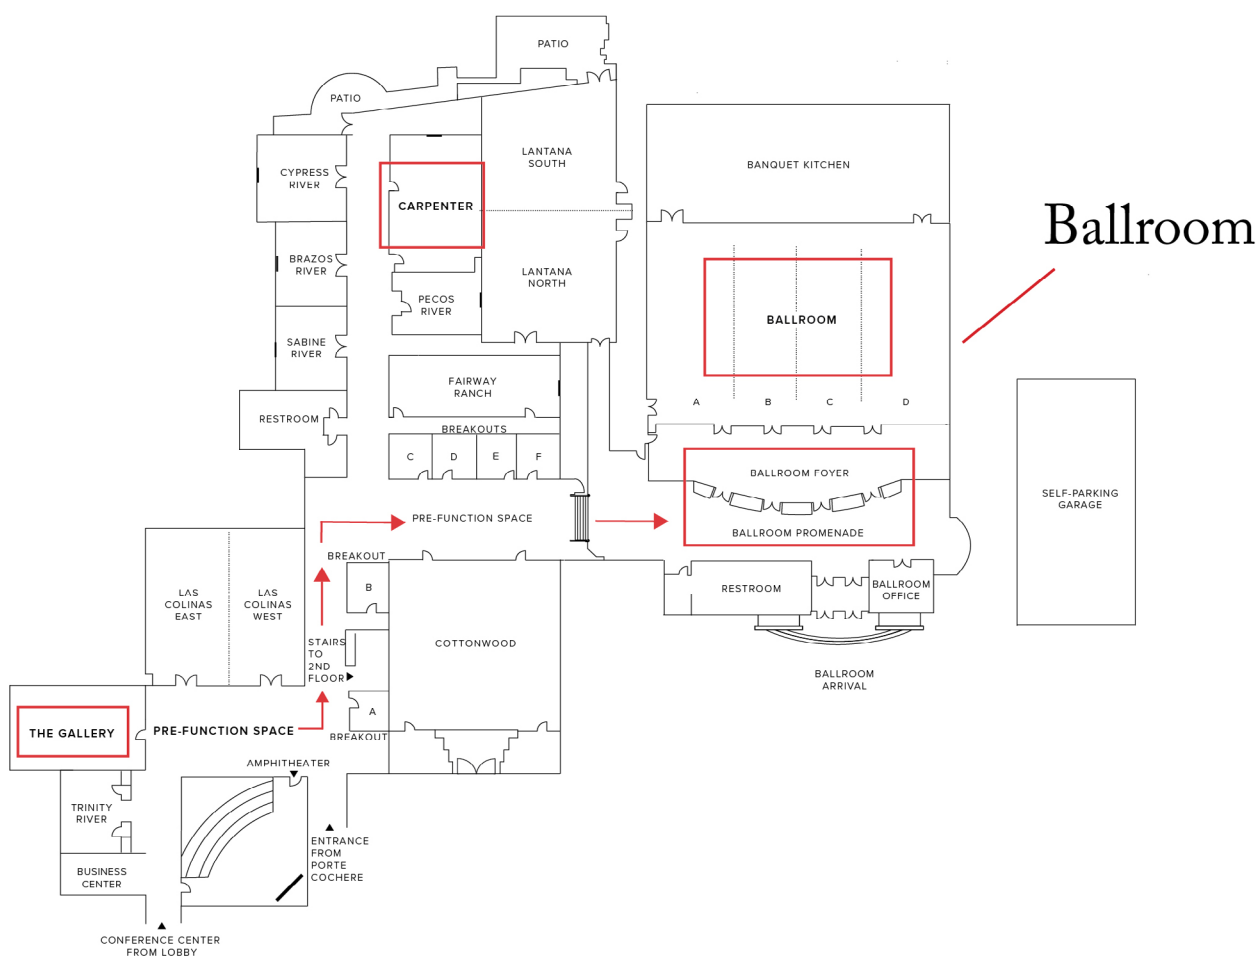 PATIO
PATIO
LANTANA
SOUTH
BANQUET KITCHEN
CYPRESS
RIVER
CARPENTER
Ballroom
BRAZOS
RIVER
LANTANA
NORTH
PECOS
RIVER
BALLROOM
SABINE
RIVER
FAIRWAY
RANCH
A
B
C
D
RESTROOM
BREAKOUTS
C
D
E
F
BALLROOM FOYER
SELF-PARKING
GARAGE
PRE-FUNCTION SPACE
BALLROOM PROMENADE
BREAKOUT
B
RESTROOM
BALLROOM
OFFICE
LAS
COLINAS
EAST
LAS
COLINAS
WEST
STAIRS
TO
2ND
FLOOR
COTTONWOOD
BALLROOM
ARRIVAL
A
THE GALLERY
PRE-FUNCTION SPACE
BREAKOUT
AMPHITHEATER
TRINITY
RIVER
ENTRANCE
FROM
PORTE
COCHERE
BUSINESS
CENTER
CONFERENCE CENTER
FROM LOBBY